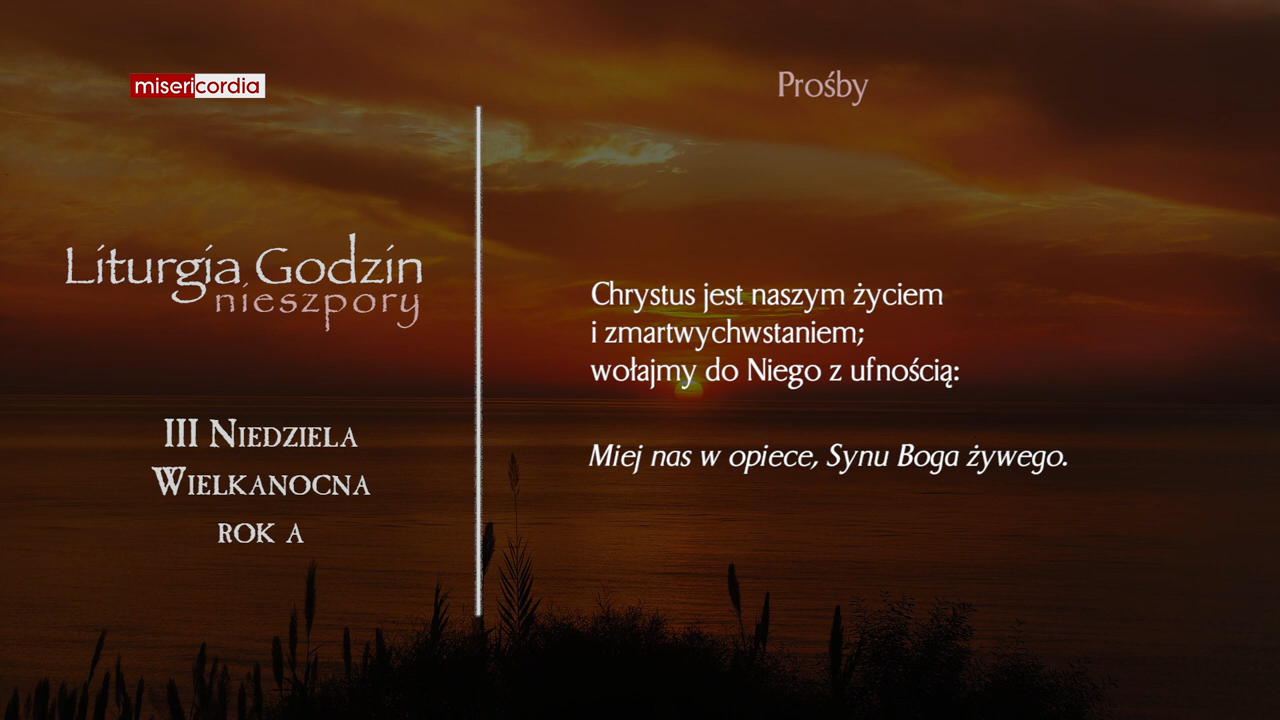 misericordia
Prośby
Liturgia Godzin
nieszpory
III Niedziela
Wielkanocna
rok a
Chrystus jest naszym życiem
i zmartwychwstaniem;
wołajmy do Niego z ufnością:
Miej nas w opiece, Synu Boga żywego.